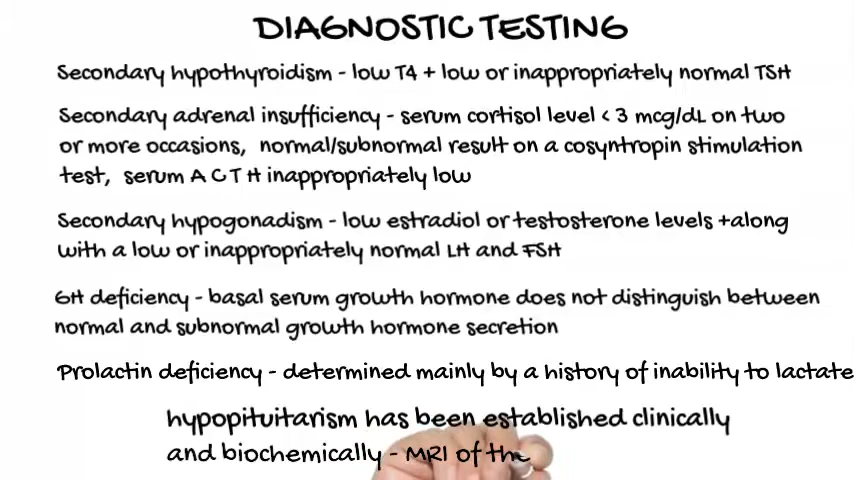 DIAGNOSTIC TESTING
Secondary hypothyroidism - low T4 + low or inappropriately normal TSH
Secondary adrenal insufficiency - serum cortisol level < 3 mcg/dL on two
or more occasions, normal/subnormal result on a cosyntropin stimulation
test, serum A C T H inappropriately low
Secondary hypogonadism - low estradiol or testosterone levels +along
with a low or inappropriately normal LH and FSH
GH deficiency - basal serum growth hormone does not distinguish between
normal and subnormal growth hormone secretion
Prolactin deficiency - determined mainly by a history of inability to lactate
hypopituitarism has been established clinically
and biochemically - MRI of the